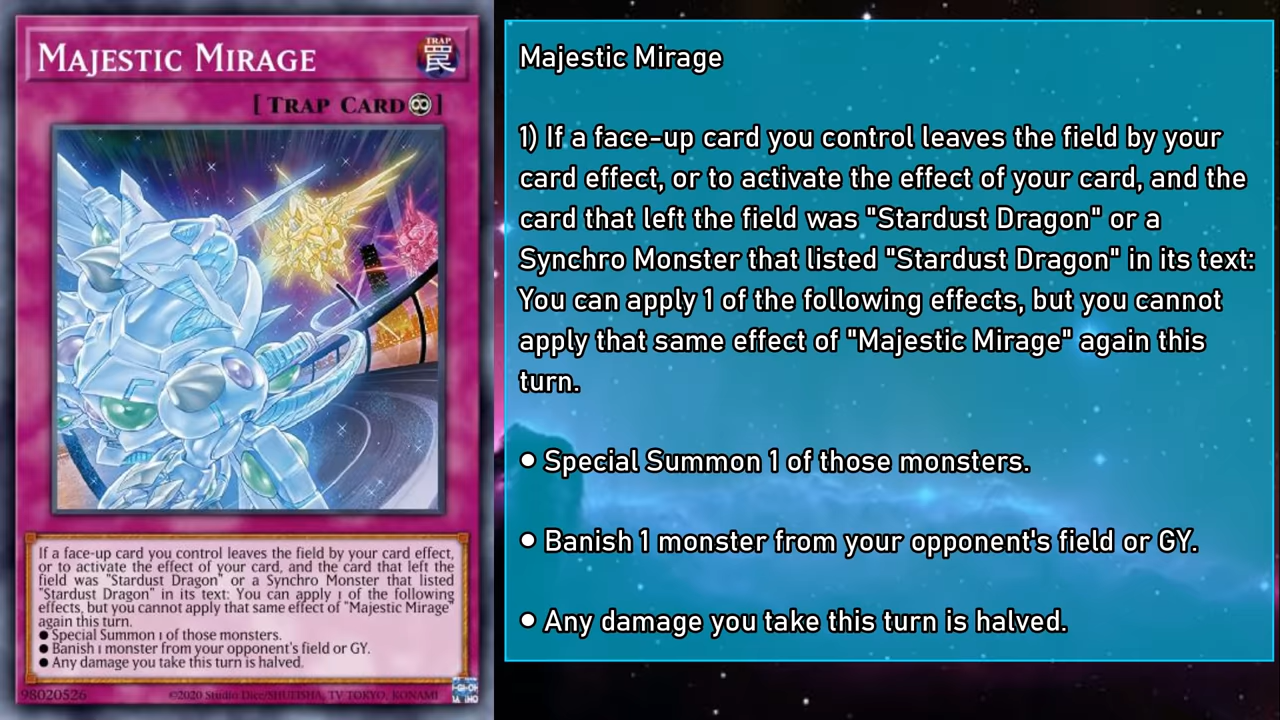 MAJESTIC MIRAGE
TRAP
罠
[TRAP CARD♾]
If a face-up card you control leaves the field by your card effect,
or to activate the effect of your card, and the card that left the
field was "Stardust Dragon" or a Synchro Monster that listed
"Stardust Dragon" in its text: You can apply 1 of the following
effects, but you cannot apply that same effect of "Majestic Mirage"
again this turn.
● Special Summon 1 of those monsters.
● Banish 1 monster from your opponent's field or GY.
● Any damage you take this turn is halved.
98020526
©2020 Studio Dice/SHUEISHA, TV TOKYO, KONAMI
Majestic Mirage
1) If a face-up card you control leaves the field by your
card effect, or to activate the effect of your card, and the
card that left the field was "Stardust Dragon" or a
Synchro Monster that listed "Stardust Dragon" in its text:
You can apply 1 of the following effects, but you cannot
apply that same effect of "Majestic Mirage" again this
turn.
● Special Summon 1 of those monsters.
● Banish 1 monster from your opponent's field or GY.
● Any damage you take this turn is halved.